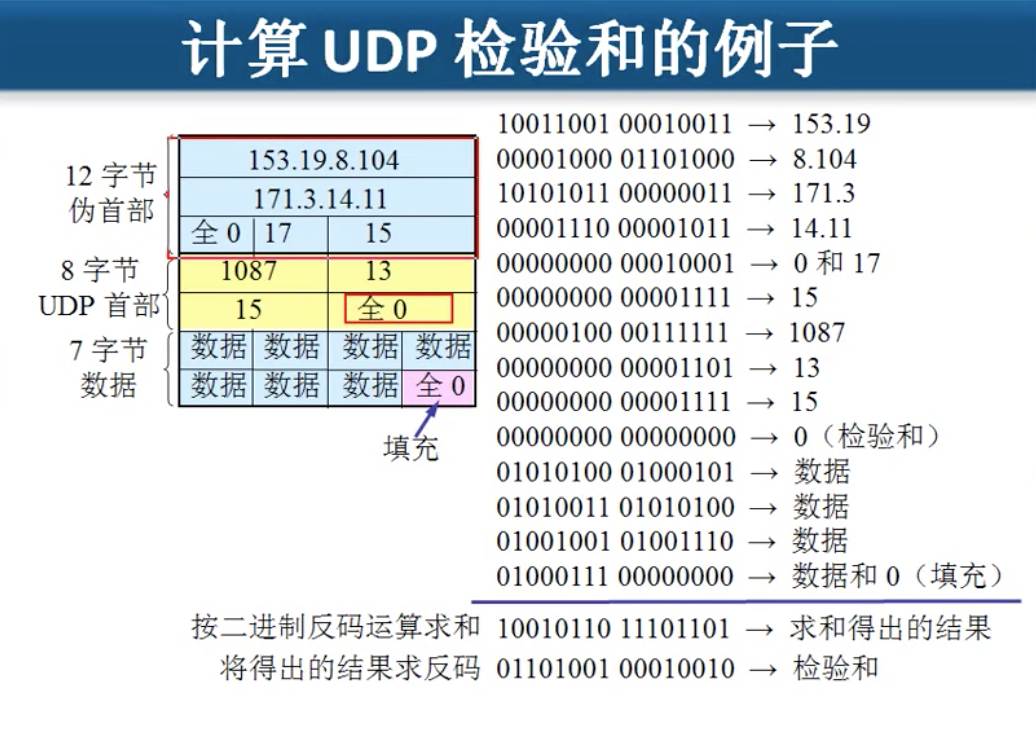 计算 UDP 检验和的例子
12 字节
伪首部
153.19.8.104
171.3.14.11
全 0 17 15
8 字节
UDP 首部
1087 13
15 全 0
7 字节
数据
数据 数据 数据 数据
数据 数据 数据 全 0
填充
10011001 00010011 → 153.19
00001000 01101000 → 8.104
10101011 00000011 → 171.3
00001110 00001011 → 14.11
00000000 00010001 → 0 和 17
00000000 00001111 → 15
00000100 00111111 → 1087
00000000 00001101 → 13
00000000 00001111 → 15
00000000 00000000 → 0（检验和）
01010100 01000101 → 数据
01010011 01010100 → 数据
01001001 01001110 → 数据
01000111 00000000 → 数据和 0（填充）
按二进制反码运算求和 10010110 11101101 → 求和得出的结果
将得出的结果求反码 01101001 00010010 → 检验和